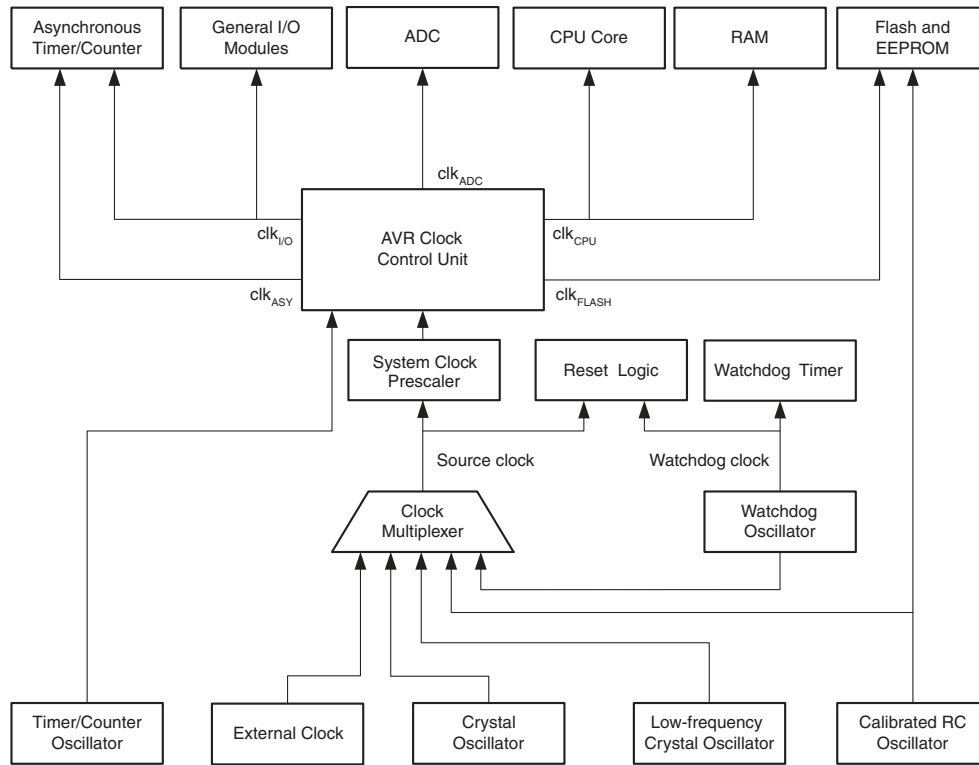 Asynchronous
Timer/Counter
General I/O
Modules
ADC
CPU Core
RAM
Flash and
EEPROM
clkADC
clkI/O
AVR Clock
Control Unit
clkCPU
clkASY
clkFLASH
System Clock
Prescaler
Reset Logic
Watchdog Timer
Source clock
Watchdog clock
Clock
Multiplexer
Watchdog
Oscillator
Timer/Counter
Oscillator
External Clock
Crystal
Oscillator
Low-frequency
Crystal Oscillator
Calibrated RC
Oscillator